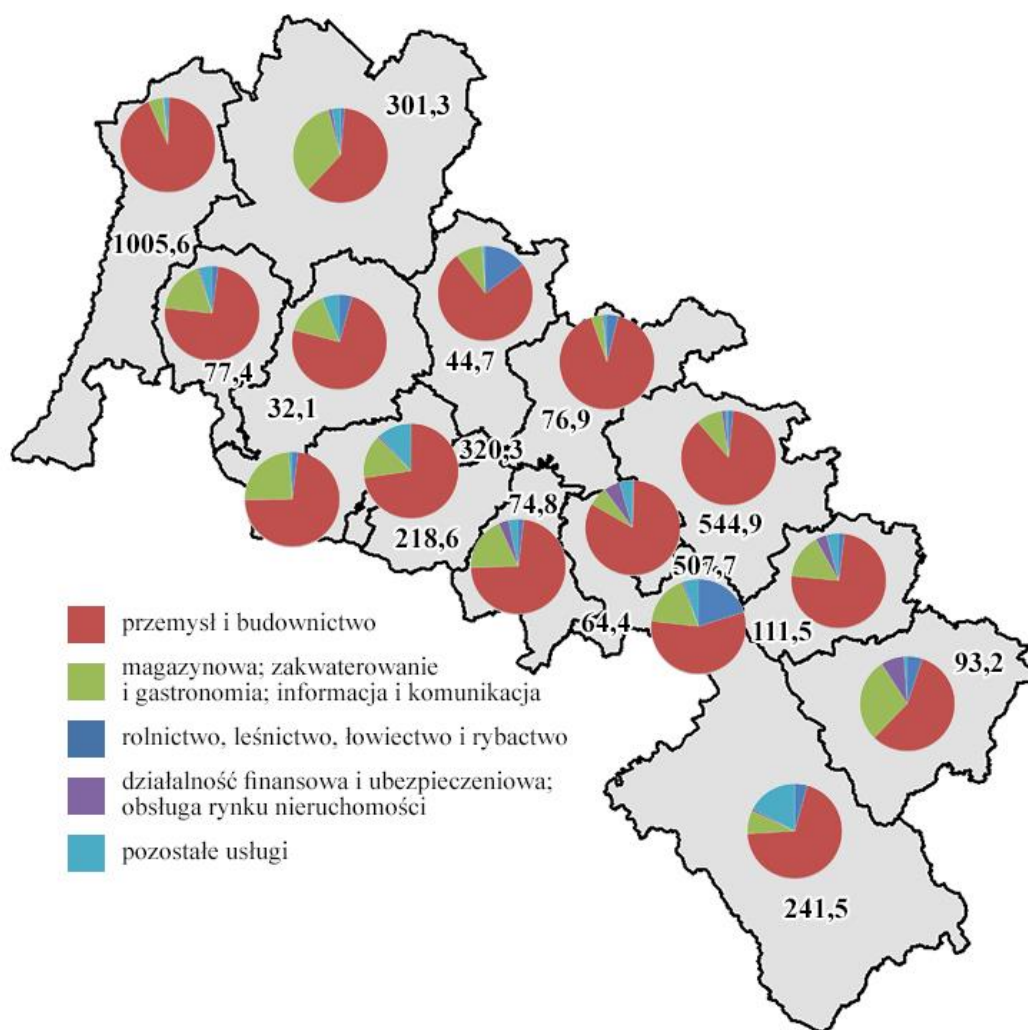 301,3
1005,6
77,4
32,1
44,7
76,9
320,3
218,6
74,8
544,9
507,7
64,4
111,5
93,2
241,5
przemysł i budownictwo
magazynowa; zakwaterowanie
i gastronomia; informacja i komunikacja
rolnictwo, leśnictwo, łowiectwo i rybactwo
działalność finansowa i ubezpieczeniowa;
obsługa rynku nieruchomości
pozostałe usługi